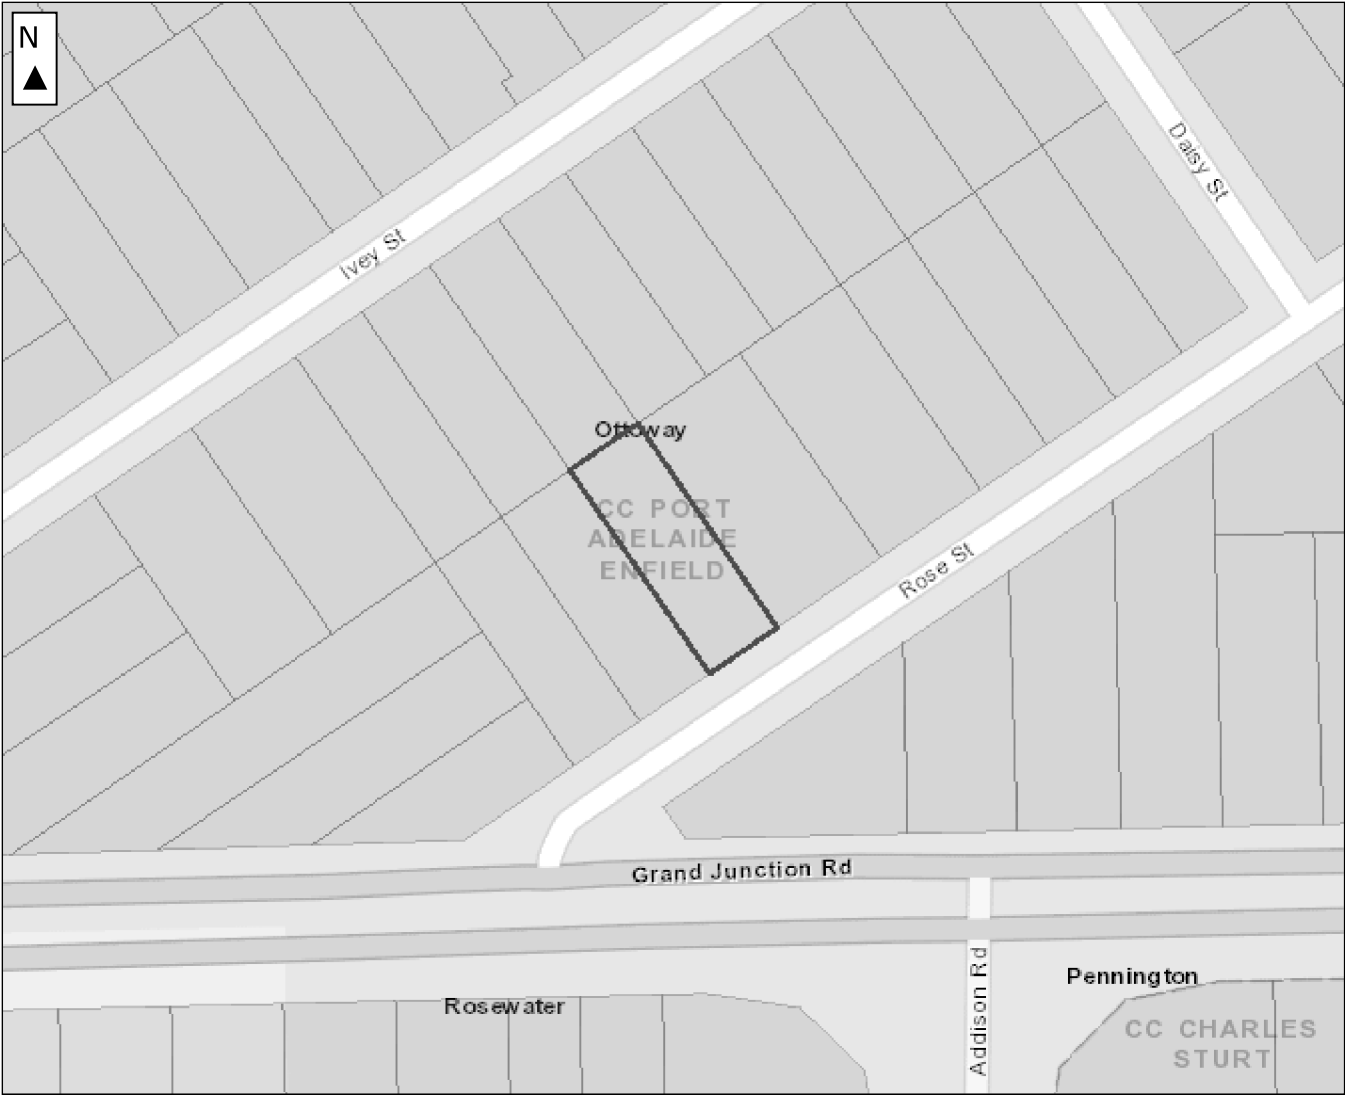 N
Daisy St
Ivey St
Ottoway
CC PORT
ADELAIDE
ENFIELD
Rose St
Grand Junction Rd
Addison Rd
Pennington
Rosewater
CC CHARLES
STURT